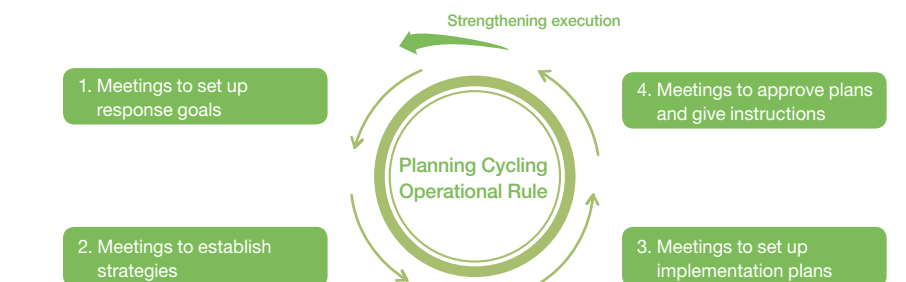 Strengthening execution
1. Meetings to set up
response goals
4. Meetings to approve plans
and give instructions
Planning Cycling
Operational Rule
2. Meetings to establish
strategies
3. Meetings to set up
implementation plans